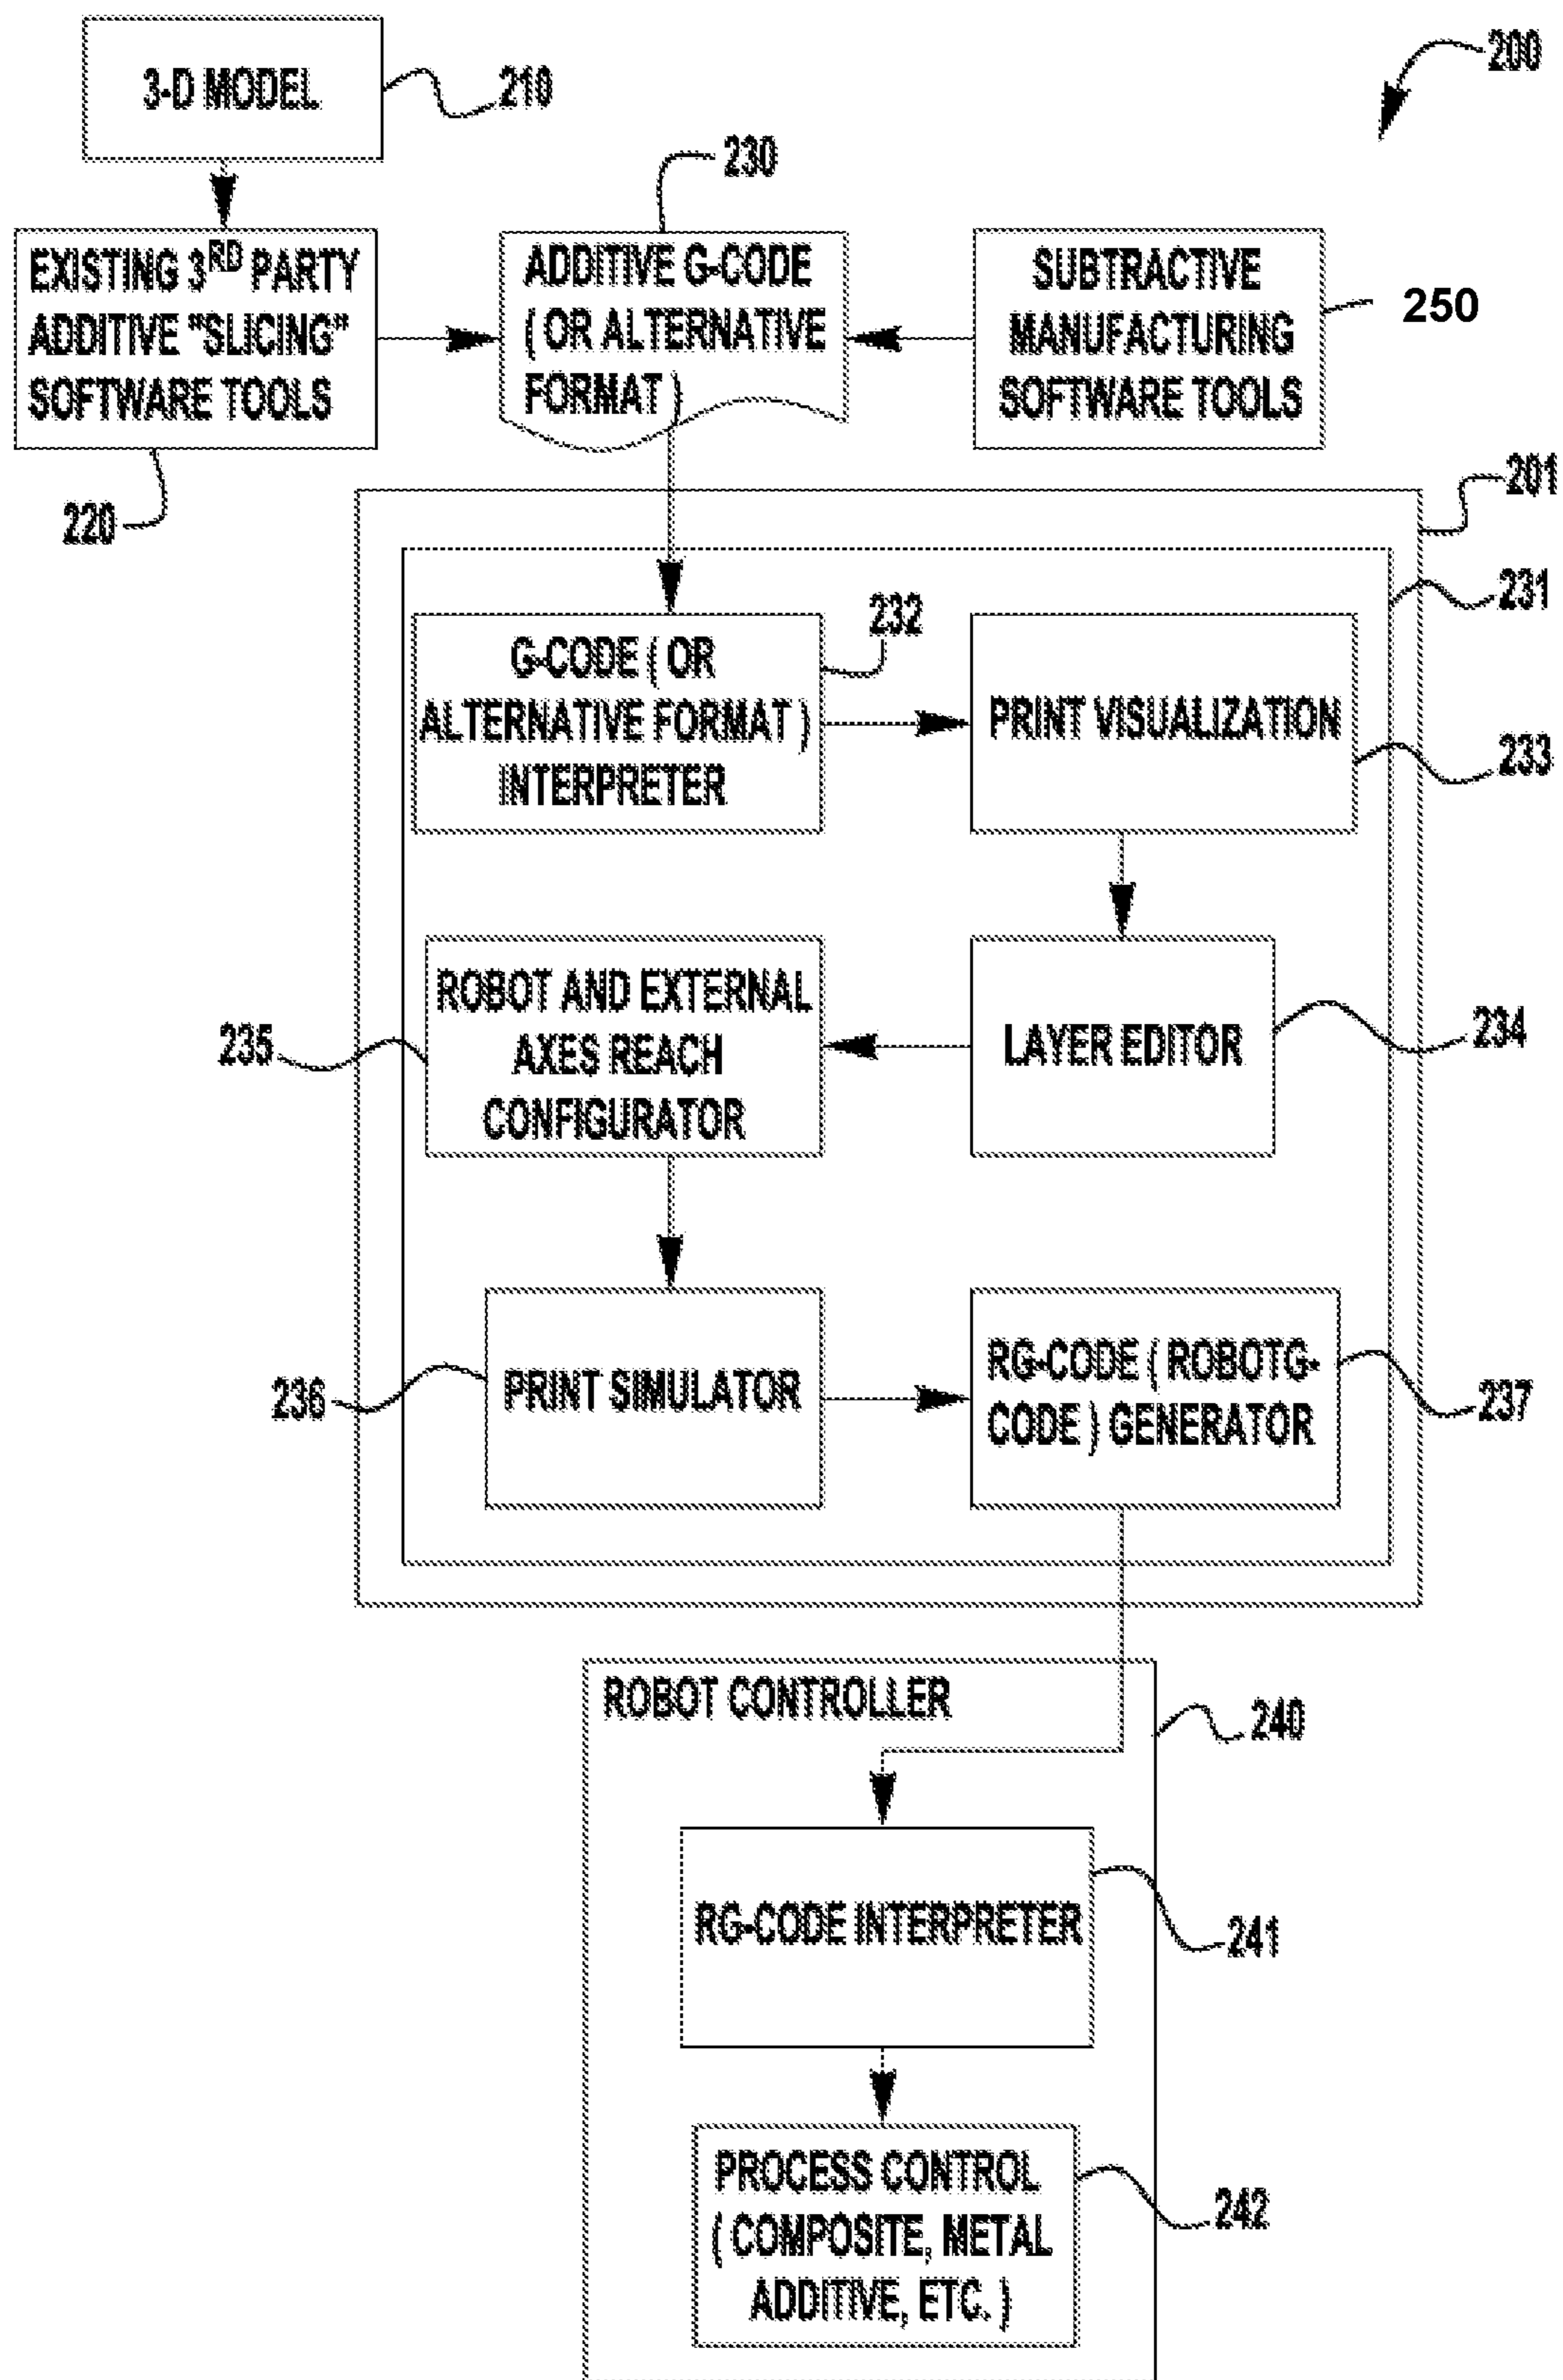 200
3-D MODEL
210
230
EXISTING 3RD PARTY
ADDITIVE "SLICING"
SOFTWARE TOOLS
220
ADDITIVE G-CODE
( OR ALTERNATIVE
FORMAT )
SUBTRACTIVE
MANUFACTURING
SOFTWARE TOOLS
250
201
231
G-CODE ( OR
ALTERNATIVE FORMAT )
INTERPRETER
232
PRINT VISUALIZATION
233
ROBOT AND EXTERNAL
AXES REACH
CONFIGURATOR
235
LAYER EDITOR
234
PRINT SIMULATOR
236
RG-CODE ( ROBOTG-
CODE ) GENERATOR
237
ROBOT CONTROLLER
240
RG-CODE INTERPRETER
241
PROCESS CONTROL
( COMPOSITE, METAL
ADDITIVE, ETC. )
242